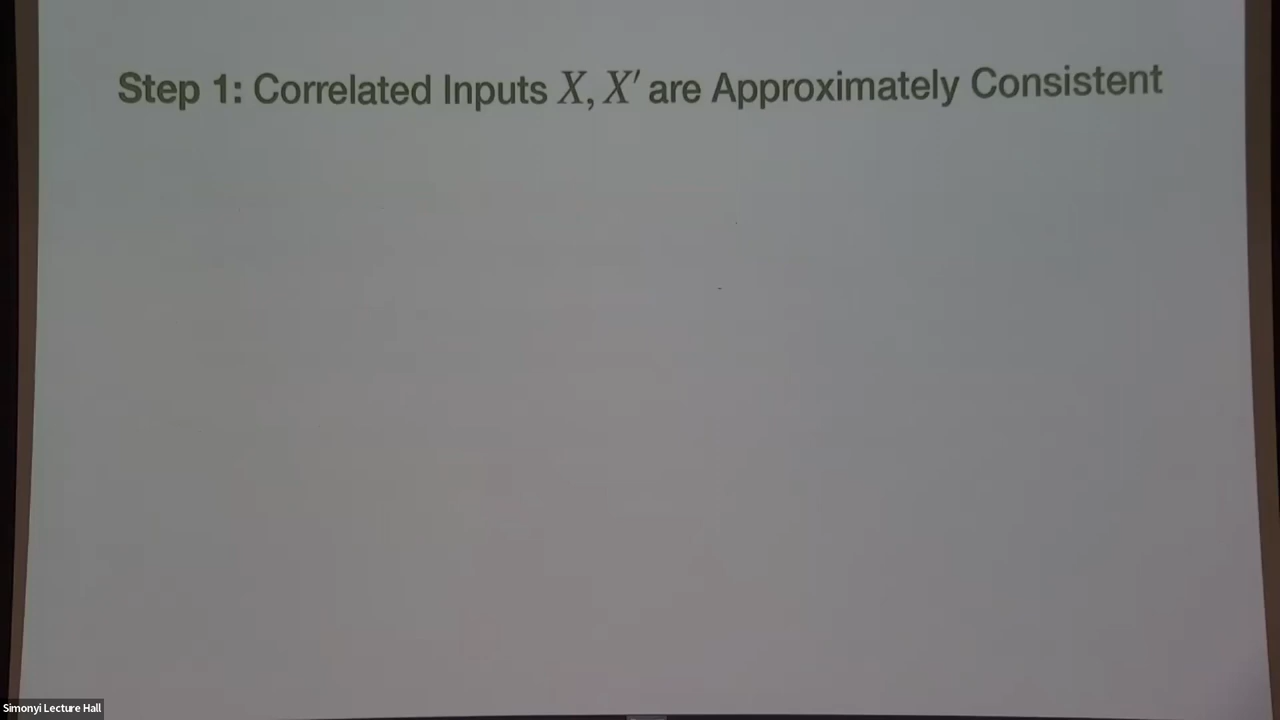 Step 1: Correlated Inputs X, X′ are Approximately Consistent
Simonyi Lecture Hall